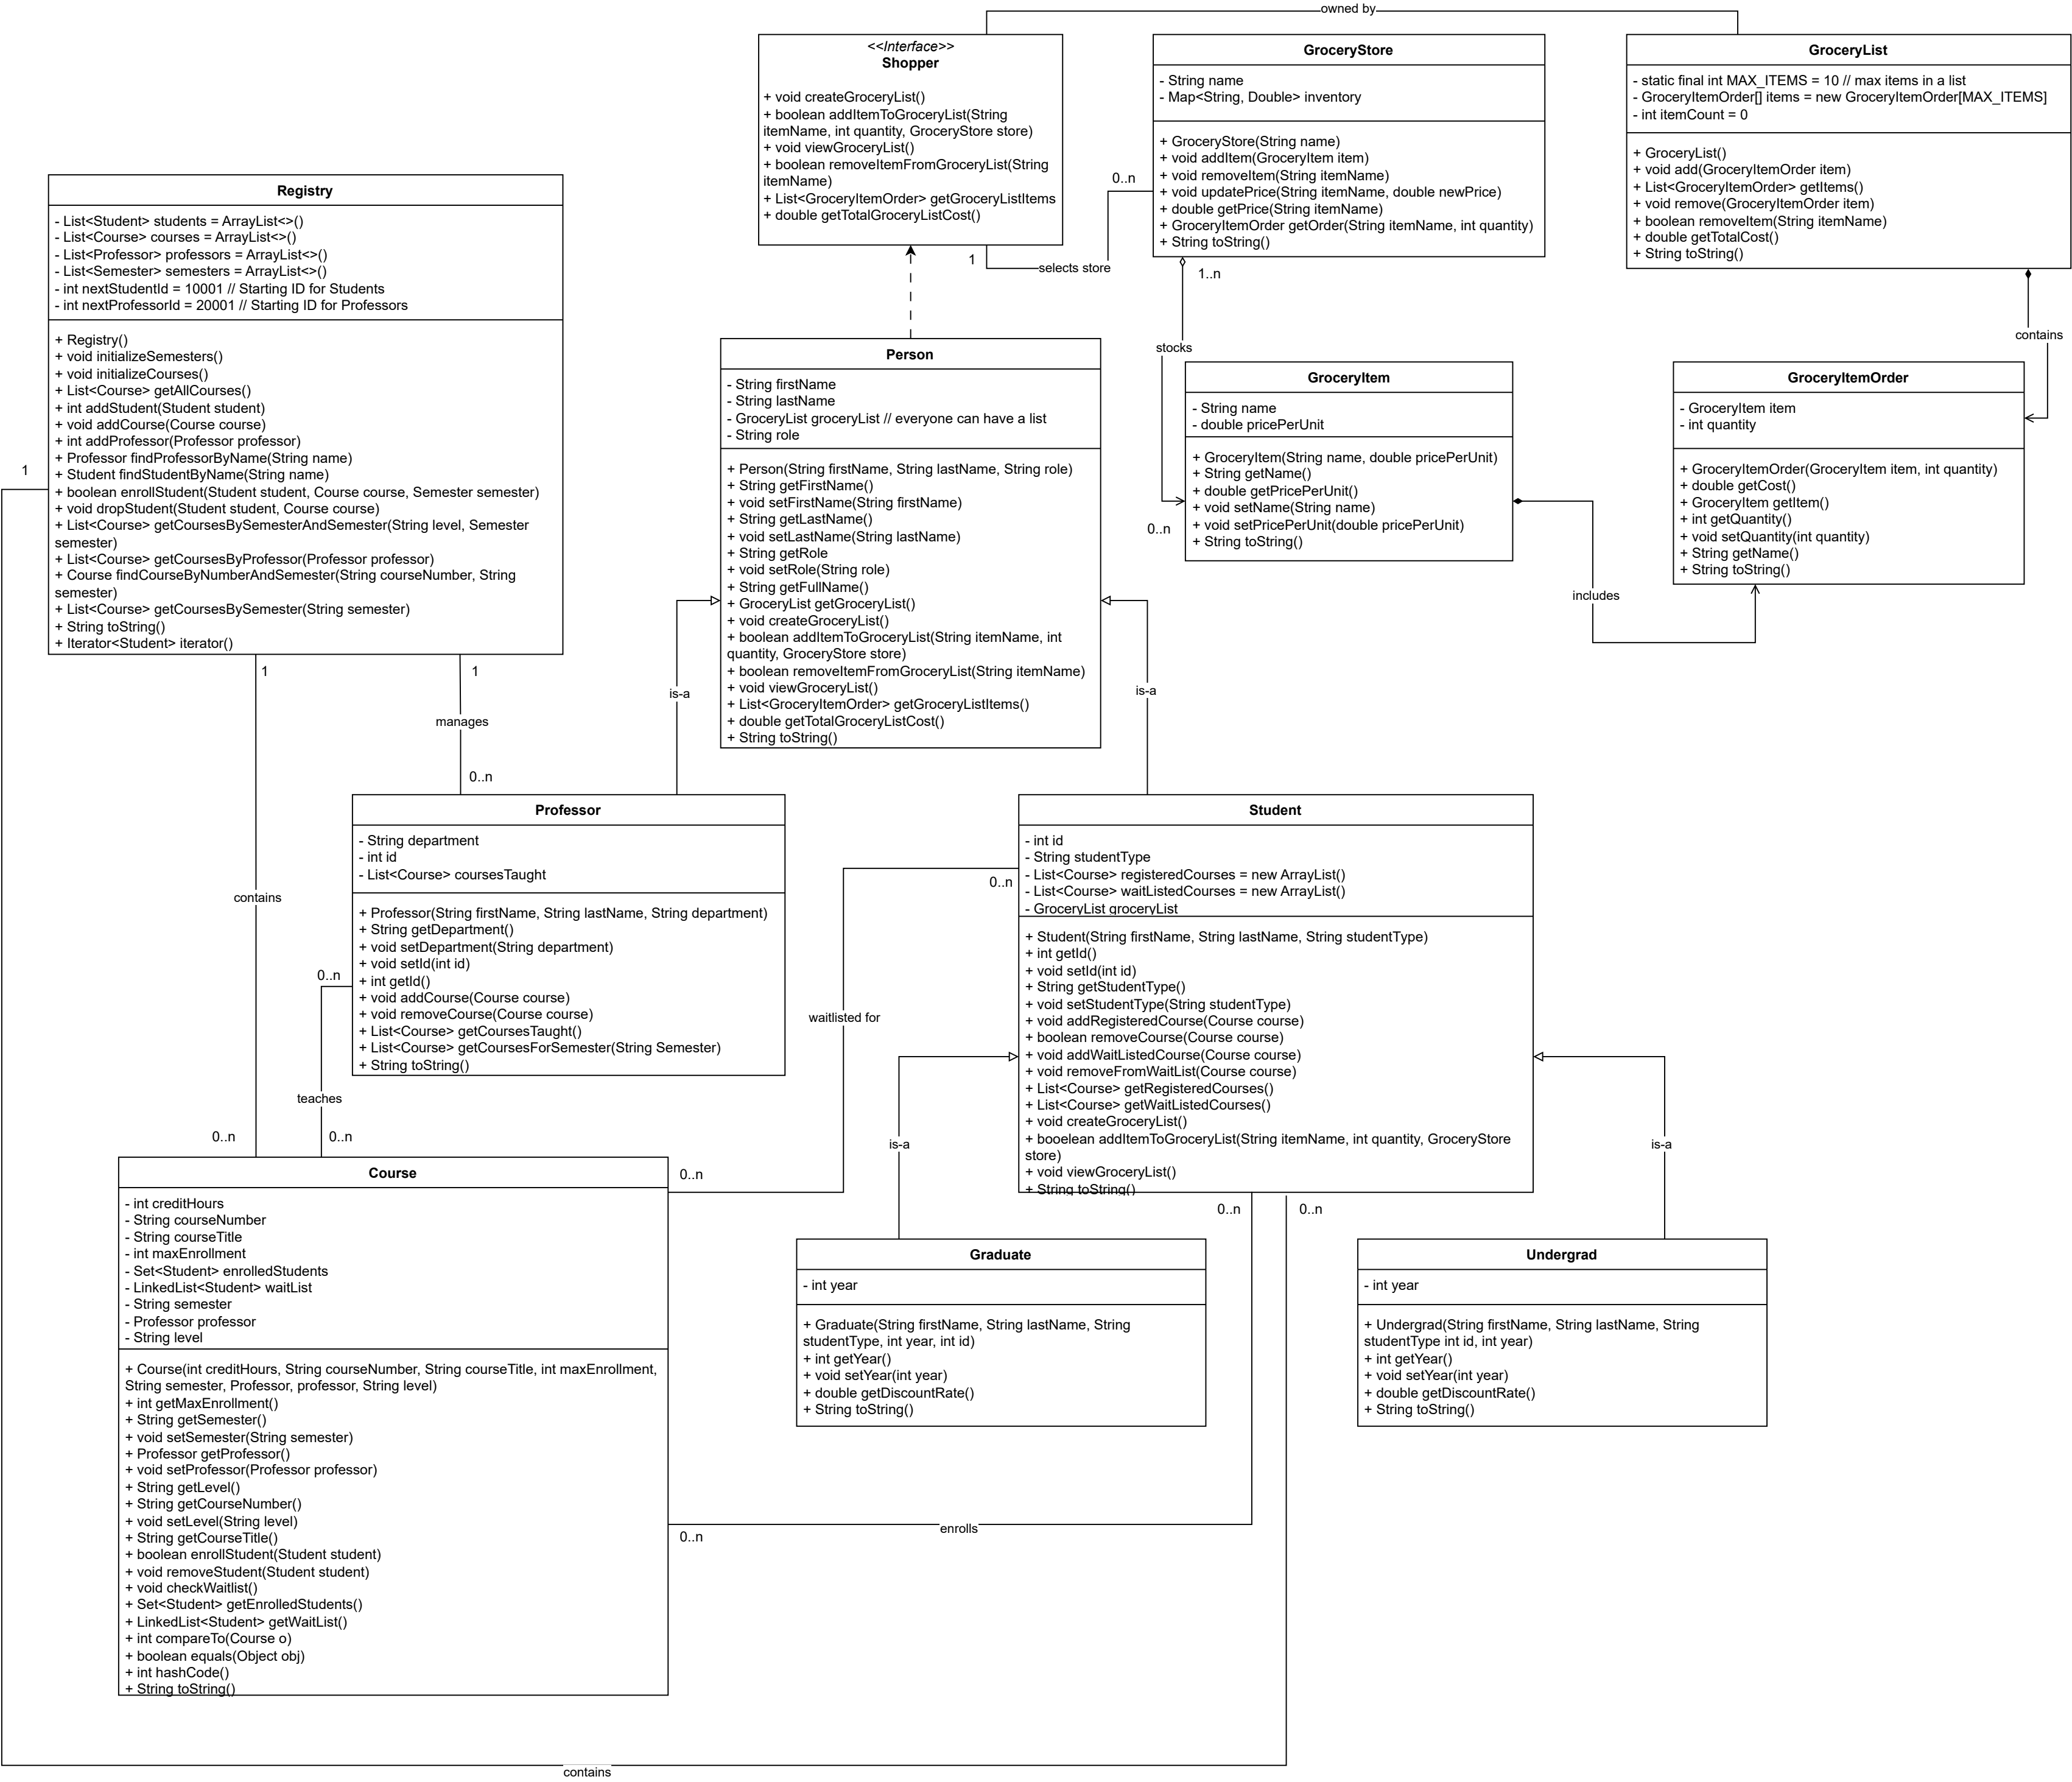 owned by
<<Interface>>
Shopper
+ void createGroceryList()
+ boolean addItemToGroceryList(String
itemName, int quantity, GroceryStore store)
+ void viewGroceryList()
+ boolean removeItemFromGroceryList(String
itemName)
+ List<GroceryItemOrder> getGroceryListItems
+ double getTotalGroceryListCost()
GroceryStore
- String name
- Map<String, Double> inventory
+ GroceryStore(String name)
+ void addItem(GroceryItem item)
+ void removeItem(String itemName)
+ void updatePrice(String itemName, double newPrice)
+ double getPrice(String itemName)
+ GroceryItemOrder getOrder(String itemName, int quantity)
+ String toString()
GroceryList
- static final int MAX_ITEMS = 10 // max items in a list
- GroceryItemOrder[] items = new GroceryItemOrder[MAX_ITEMS]
- int itemCount = 0
+ GroceryList()
+ void add(GroceryItemOrder item)
+ List<GroceryItemOrder> getItems()
+ void remove(GroceryItemOrder item)
+ boolean removeItem(String itemName)
+ double getTotalCost()
+ String toString()
0..n
1
selects store
1..n
stocks
0..n
contains
Registry
- List<Student> students = ArrayList<>()
- List<Course> courses = ArrayList<>()
- List<Professor> professors = ArrayList<>()
- List<Semester> semesters = ArrayList<>()
- int nextStudentId = 10001 // Starting ID for Students
- int nextProfessorId = 20001 // Starting ID for Professors
+ Registry()
+ void initializeSemesters()
+ void initializeCourses()
+ List<Course> getAllCourses()
+ int addStudent(Student student)
+ void addCourse(Course course)
+ int addProfessor(Professor professor)
+ Professor findProfessorByName(String name)
+ Student findStudentByName(String name)
+ boolean enrollStudent(Student student, Course course, Semester semester)
+ void dropStudent(Student student, Course course)
+ List<Course> getCoursesBySemesterAndSemester(String level, Semester
semester)
+ List<Course> getCoursesByProfessor(Professor professor)
+ Course findCourseByNumberAndSemester(String courseNumber, String
semester)
+ List<Course> getCoursesBySemester(String semester)
+ String toString()
+ Iterator<Student> iterator()
1
Person
- String firstName
- String lastName
- GroceryList groceryList // everyone can have a list
- String role
+ Person(String firstName, String lastName, String role)
+ String getFirstName()
+ void setFirstName(String firstName)
+ String getLastName()
+ void setLastName(String lastName)
+ String getRole
+ void setRole(String role)
+ String getFullName()
+ GroceryList getGroceryList()
+ void createGroceryList()
+ boolean addItemToGroceryList(String itemName, int
quantity, GroceryStore store)
+ boolean removeItemFromGroceryList(String itemName)
+ void viewGroceryList()
+ List<GroceryItemOrder> getGroceryListItems()
+ double getTotalGroceryListCost()
+ String toString()
GroceryItem
- String name
- double pricePerUnit
+ GroceryItem(String name, double pricePerUnit)
+ String getName()
+ double getPricePerUnit()
+ void setName(String name)
+ void setPricePerUnit(double pricePerUnit)
+ String toString()
GroceryItemOrder
- GroceryItem item
- int quantity
+ GroceryItemOrder(GroceryItem item, int quantity)
+ double getCost()
+ GroceryItem getItem()
+ int getQuantity()
+ void setQuantity(int quantity)
+ String getName()
+ String toString()
includes
1
1
manages
0..n
is-a
is-a
contains
0..n
Professor
- String department
- int id
- List<Course> coursesTaught
+ Professor(String firstName, String lastName, String department)
+ String getDepartment()
+ void setDepartment(String department)
+ void setId(int id)
+ int getId()
+ void addCourse(Course course)
+ void removeCourse(Course course)
+ List<Course> getCoursesTaught()
+ List<Course> getCoursesForSemester(String Semester)
+ String toString()
0..n
teaches
0..n
Student
- int id
- String studentType
- List<Course> registeredCourses = new ArrayList()
- List<Course> waitListedCourses = new ArrayList()
- GroceryList groceryList
+ Student(String firstName, String lastName, String studentType)
+ int getId()
+ void setId(int id)
+ String getStudentType()
+ void setStudentType(String studentType)
+ void addRegisteredCourse(Course course)
+ boolean removeCourse(Course course)
+ void addWaitListedCourse(Course course)
+ void removeFromWaitList(Course course)
+ List<Course> getRegisteredCourses()
+ List<Course> getWaitListedCourses()
+ void createGroceryList()
+ booelean addItemToGroceryList(String itemName, int quantity, GroceryStore
store)
+ void viewGroceryList()
+ String toString()
0..n
waitlisted for
0..n
is-a
is-a
0..n
0..n
Course
- int creditHours
- String courseNumber
- String courseTitle
- int maxEnrollment
- Set<Student> enrolledStudents
- LinkedList<Student> waitList
- String semester
- Professor professor
- String level
+ Course(int creditHours, String courseNumber, String courseTitle, int maxEnrollment,
String semester, Professor, professor, String level)
+ int getMaxEnrollment()
+ String getSemester()
+ void setSemester(String semester)
+ Professor getProfessor()
+ void setProfessor(Professor professor)
+ String getLevel()
+ String getCourseNumber()
+ void setLevel(String level)
+ String getCourseTitle()
+ boolean enrollStudent(Student student)
+ void removeStudent(Student student)
+ void checkWaitlist()
+ Set<Student> getEnrolledStudents()
+ LinkedList<Student> getWaitList()
+ int compareTo(Course o)
+ boolean equals(Object obj)
+ int hashCode()
+ String toString()
Graduate
- int year
+ Graduate(String firstName, String lastName, String
studentType, int year, int id)
+ int getYear()
+ void setYear(int year)
+ double getDiscountRate()
+ String toString()
Undergrad
- int year
+ Undergrad(String firstName, String lastName, String
studentType int id, int year)
+ int getYear()
+ void setYear(int year)
+ double getDiscountRate()
+ String toString()
0..n
enrolls
contains